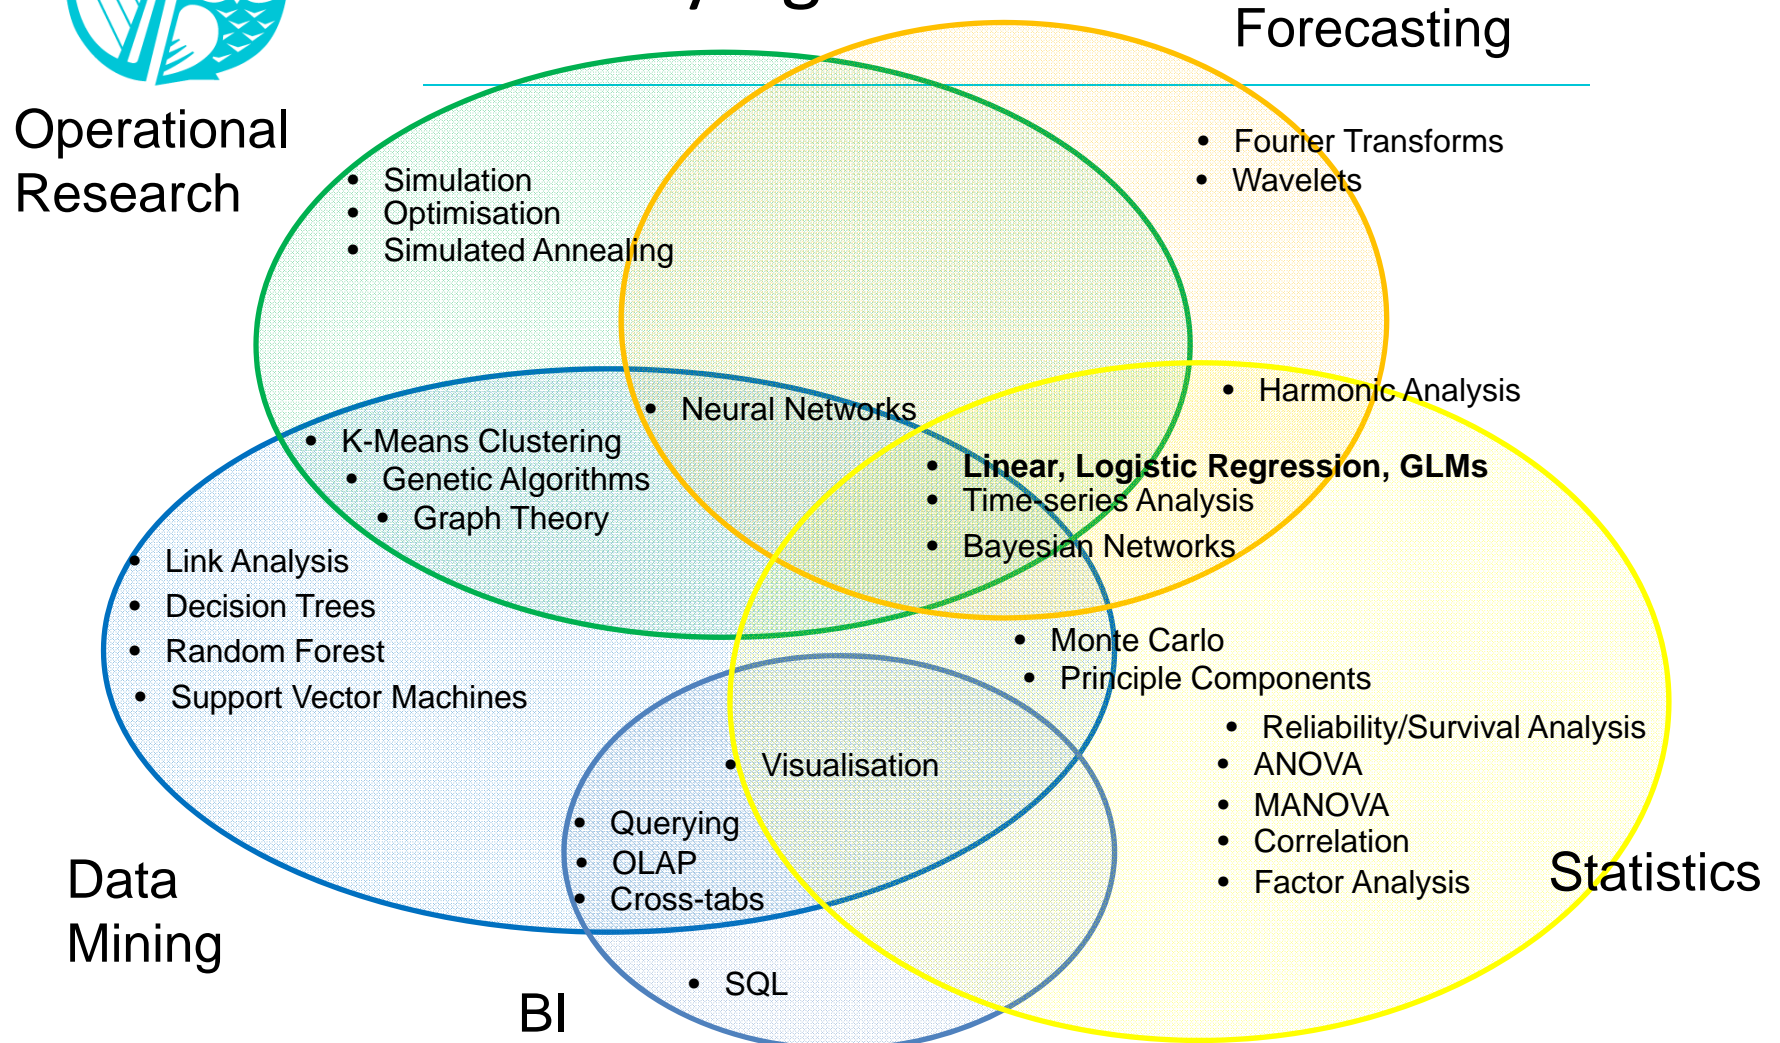 Forecasting
Operational
Research
• Fourier Transforms
• Wavelets
• Simulation
• Optimisation
• Simulated Annealing
• Harmonic Analysis
• Neural Networks
• K-Means Clustering
• Genetic Algorithms
• Graph Theory
• Linear, Logistic Regression, GLMs
• Time-series Analysis
• Bayesian Networks
• Link Analysis
• Decision Trees
• Random Forest
• Support Vector Machines
• Monte Carlo
• Principle Components
• Reliability/Survival Analysis
• ANOVA
• MANOVA
• Correlation
• Factor Analysis
• Visualisation
• Querying
• OLAP
• Cross-tabs
Data
Mining
Statistics
• SQL
BI